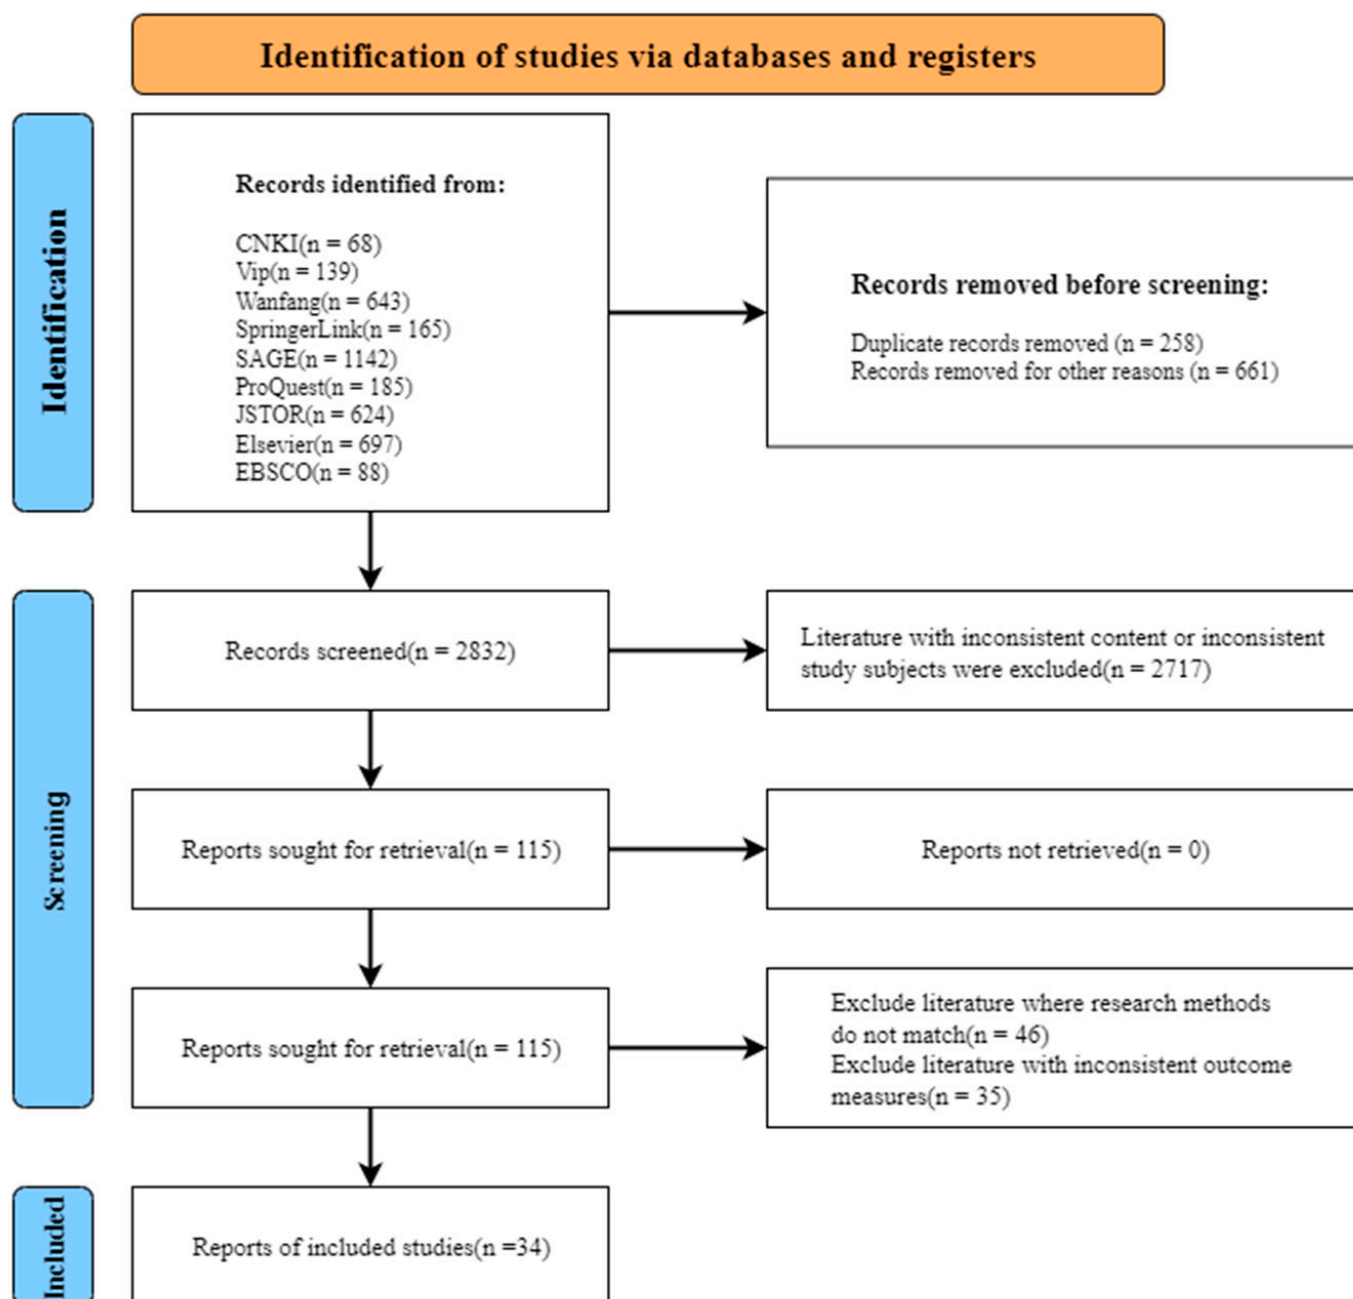 Identification of studies via databases and registers
Identification
Records identified from:
CNKI(n = 68)
Vip(n = 139)
Wanfang(n = 643)
SpringerLink(n = 165)
SAGE(n = 1142)
ProQuest(n = 185)
JSTOR(n = 624)
Elsevier(n = 697)
EBSCO(n = 88)
Records removed before screening:
Duplicate records removed (n = 258)
Records removed for other reasons (n = 661)
Screening
Records screened(n = 2832)
Literature with inconsistent content or inconsistent
study subjects were excluded(n = 2717)
Reports sought for retrieval(n = 115)
Reports not retrieved(n = 0)
Reports sought for retrieval(n = 115)
Exclude literature where research methods
do not match(n = 46)
Exclude literature with inconsistent outcome
measures(n = 35)
Included
Reports of included studies(n =34)